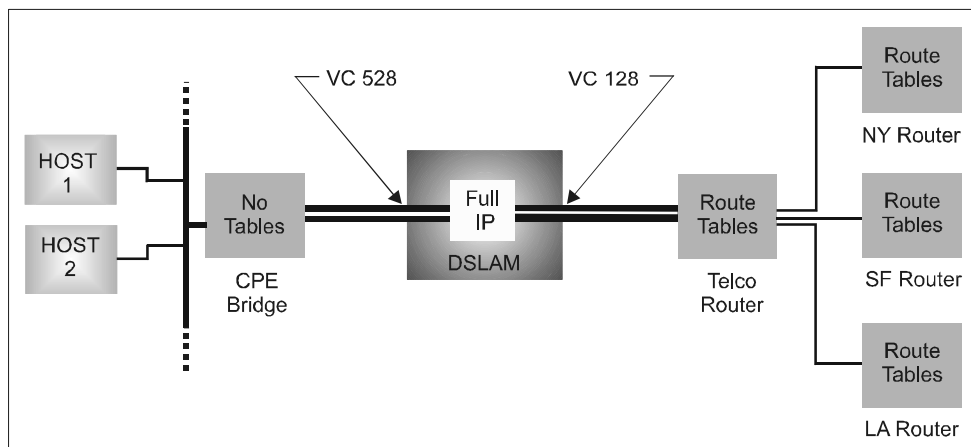 VC 528
VC 128
HOST
1
HOST
2
No
Tables
CPE
Bridge
Full
IP
DSLAM
Route
Tables
Telco
Router
Route
Tables
NY Router
Route
Tables
SF Router
Route
Tables
LA Router